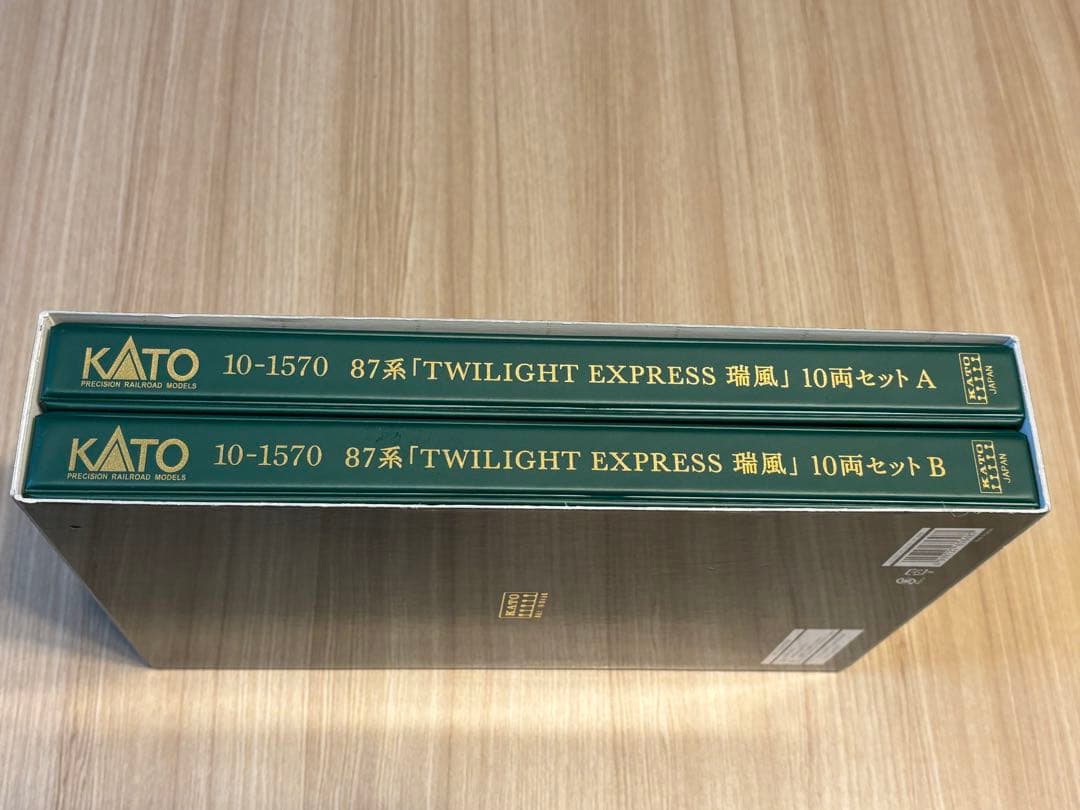 KATO
PRECISION RAILROAD MODELS
10-1570 87系「TWILIGHT EXPRESS 瑞風」 10両セット A
KATO
JAPAN
KATO
PRECISION RAILROAD MODELS
10-1570 87系「TWILIGHT EXPRESS 瑞風」 10両セット B
KATO
JAPAN
KATO